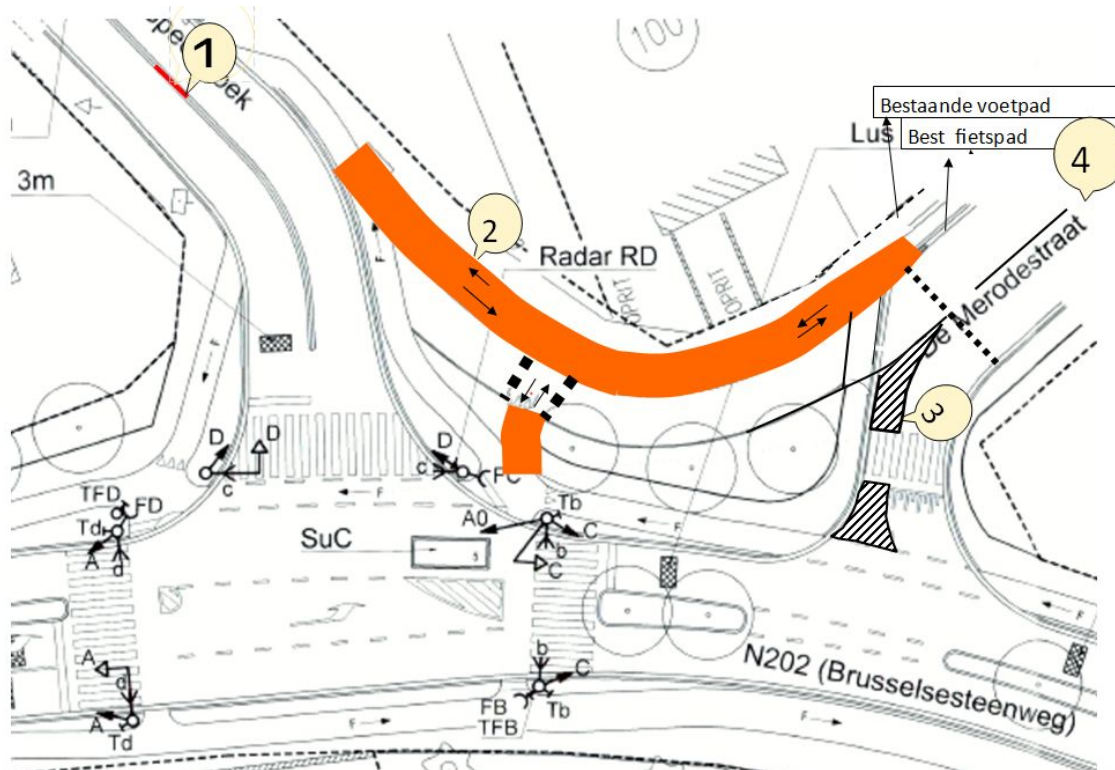 1
100
Bestaande voetpad
Best fietspad
Lus
4
3m
2
Radar RD
OPRIT
OPRIT
De Merodestraat
F
F
3
D
D
D
c
c
FC
TFD
FD
Td
A
d
F
A0
Tb
C
b
C
F
SuC
s
F
A
d
b
C
A
Td
FB
TFB
Tb
N202 (Brusselsesteenweg)
F
F